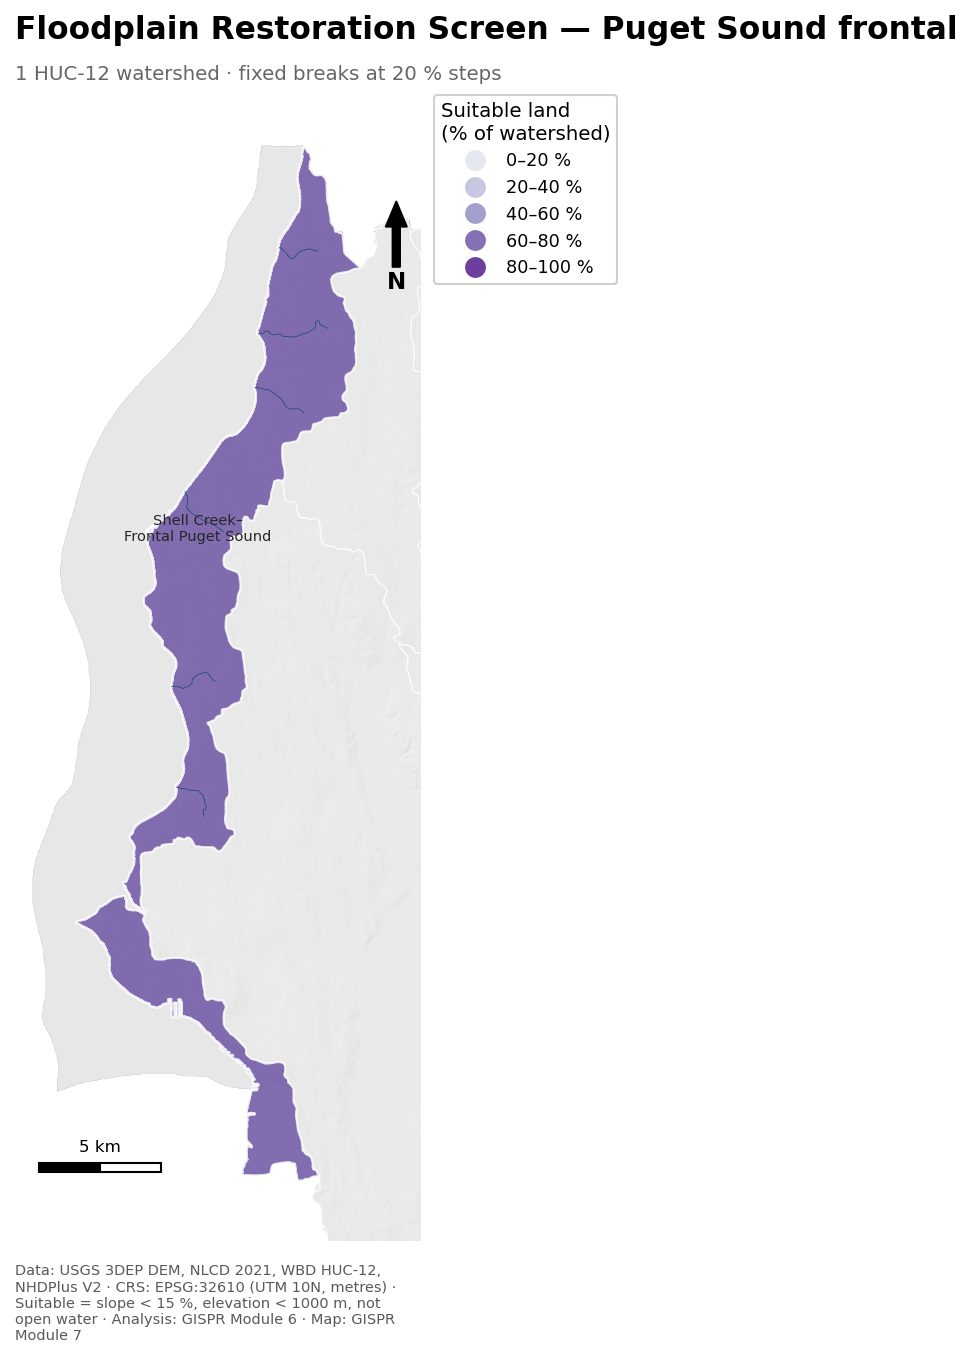 Floodplain Restoration Screen — Puget Sound frontal
1 HUC-12 watershed · fixed breaks at 20 % steps
Suitable land
(% of watershed)
0–20 %
20–40 %
40–60 %
60–80 %
80–100 %
N
Shell Creek–
Frontal Puget Sound
5 km
Data: USGS 3DEP DEM, NLCD 2021, WBD HUC-12,
NHDPlus V2 · CRS: EPSG:32610 (UTM 10N, metres) ·
Suitable = slope < 15 %, elevation < 1000 m, not
open water · Analysis: GISPR Module 6 · Map: GISPR
Module 7